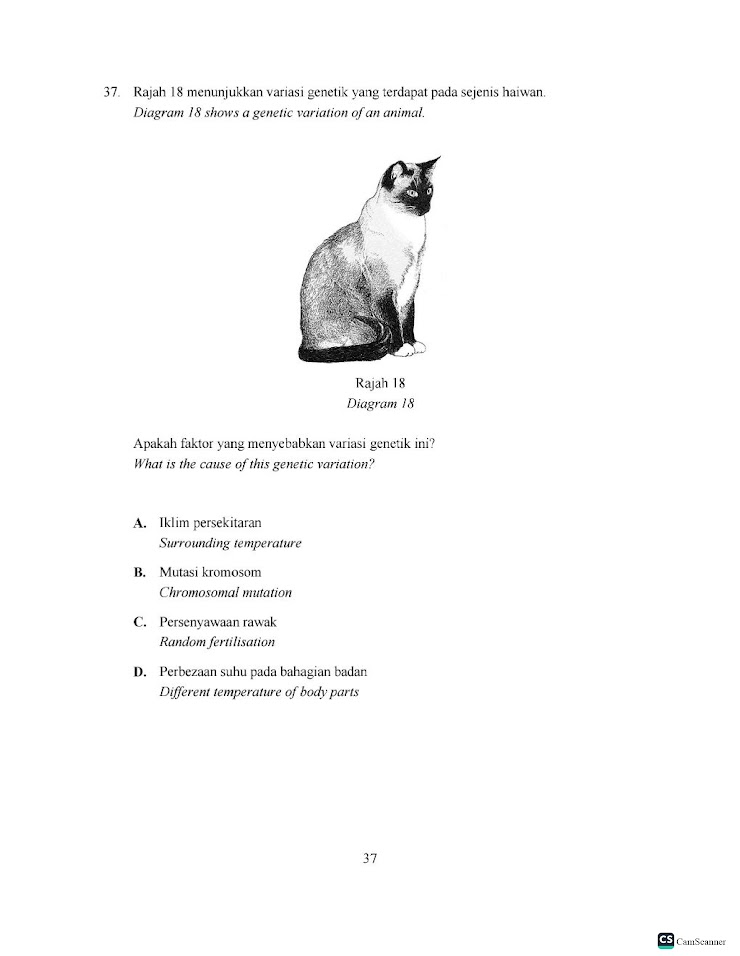 37. Rajah 18 menunjukkan variasi genetik yang terdapat pada sejenis haiwan.
Diagram 18 shows a genetic variation of an animal.
Rajah 18
Diagram 18
Apakah faktor yang menyebabkan variasi genetik ini?
What is the cause of this genetic variation?
A. Iklim persekitaran
Surrounding temperature
B. Mutasi kromosom
Chromosomal mutation
C. Persenyawaan rawak
Random fertilisation
D. Perbezaan suhu pada bahagian badan
Different temperature of body parts
37
CS CamScanner